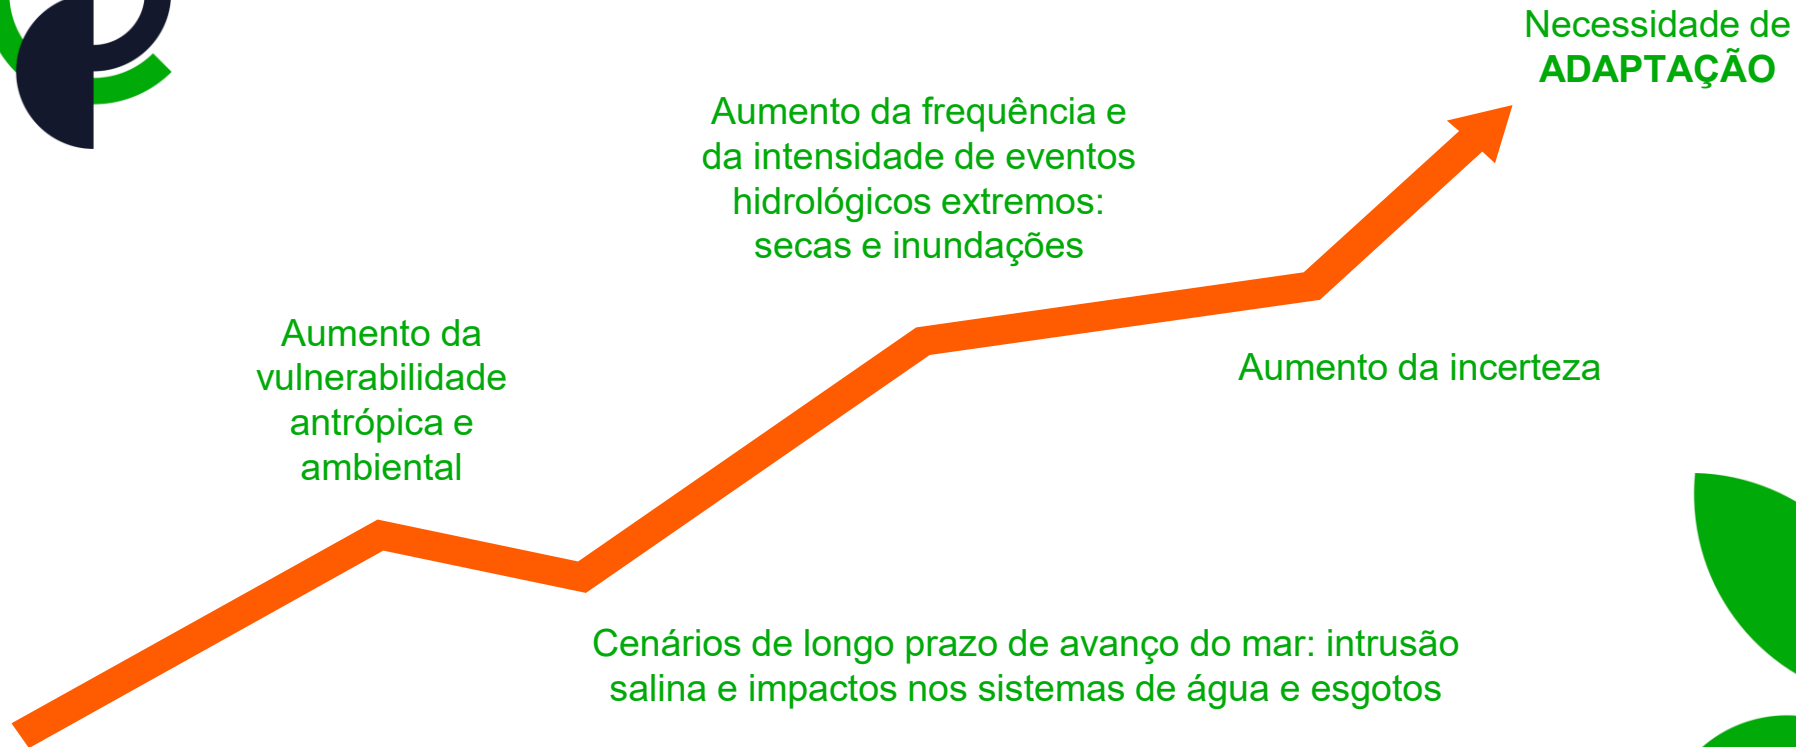 Necessidade de
ADAPTAÇÃO
Aumento da frequência e
da intensidade de eventos
hidrológicos extremos:
secas e inundações
Aumento da
vulnerabilidade
antrópica e
ambiental
Aumento da incerteza
Cenários de longo prazo de avanço do mar: intrusão
salina e impactos nos sistemas de água e esgotos